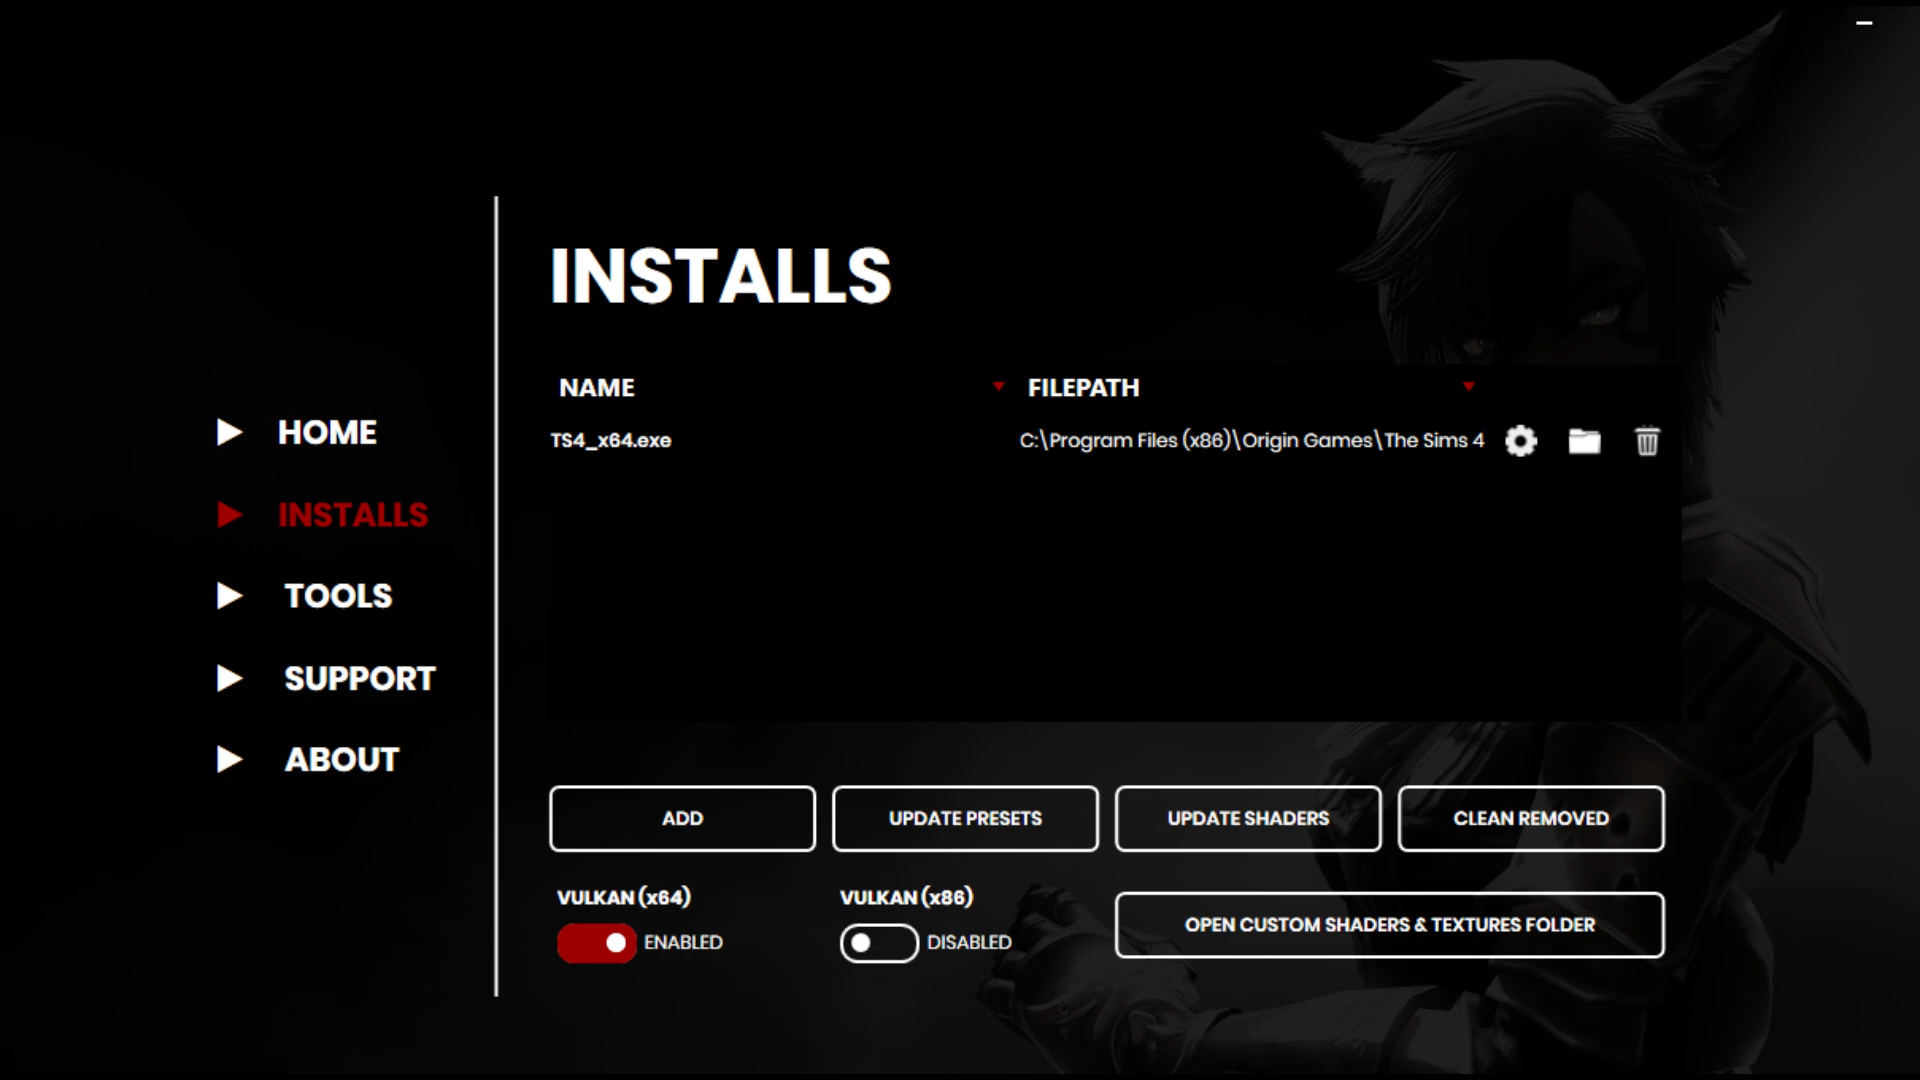 INSTALLS
NAME FILEPATH
TS4_x64.exe C:\Program Files (x86)\Origin Games\The Sims 4
HOME
INSTALLS
TOOLS
SUPPORT
ABOUT
ADD UPDATE PRESETS UPDATE SHADERS CLEAN REMOVED
VULKAN (x64) VULKAN (x86)
ENABLED DISABLED
OPEN CUSTOM SHADERS & TEXTURES FOLDER